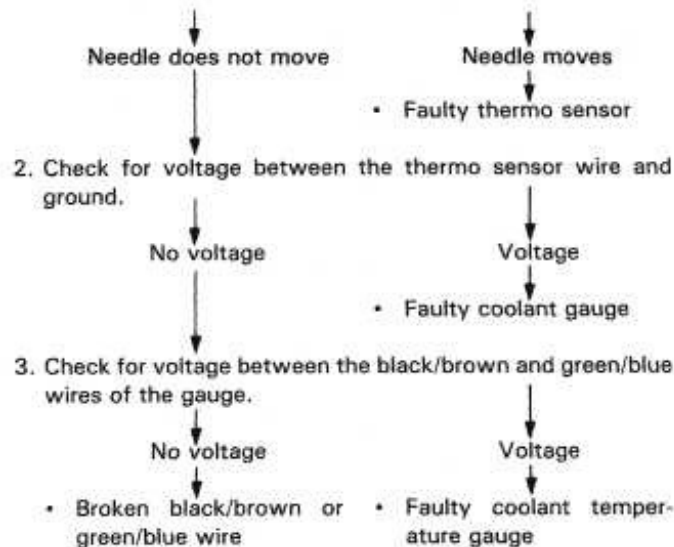 Needle does not move
Needle moves
• Faulty thermo sensor
2. Check for voltage between the thermo sensor wire and
ground.
No voltage
Voltage
• Faulty coolant gauge
3. Check for voltage between the black/brown and green/blue
wires of the gauge.
No voltage
Voltage
• Broken black/brown or
green/blue wire
• Faulty coolant temper-
ature gauge